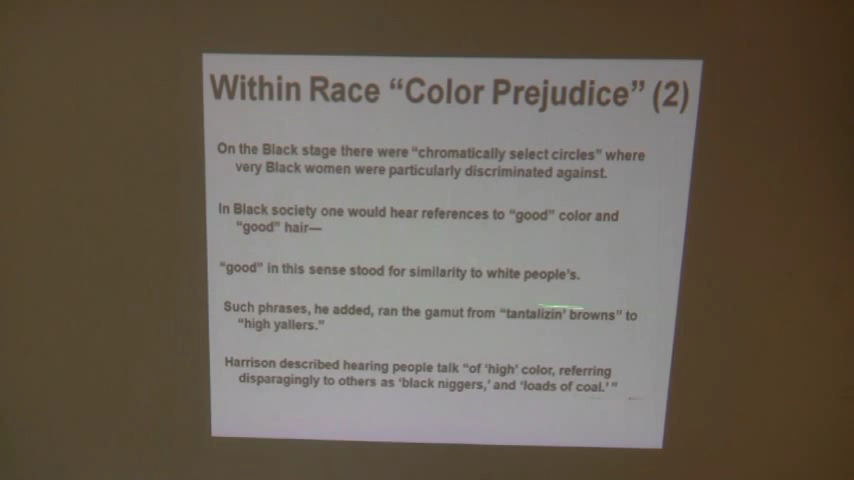 Within Race “Color Prejudice” (2)
On the Black stage there were “chromatically select circles” where
very Black women were particularly discriminated against.
In Black society one would hear references to “good” color and
“good” hair—
“good” in this sense stood for similarity to white people's.
Such phrases, he added, ran the gamut from “tantalizin’ browns” to
“high yallers.”
Harrison described hearing people talk “of ‘high’ color, referring
disparagingly to others as ‘black niggers,’ and ‘loads of coal.’ ”